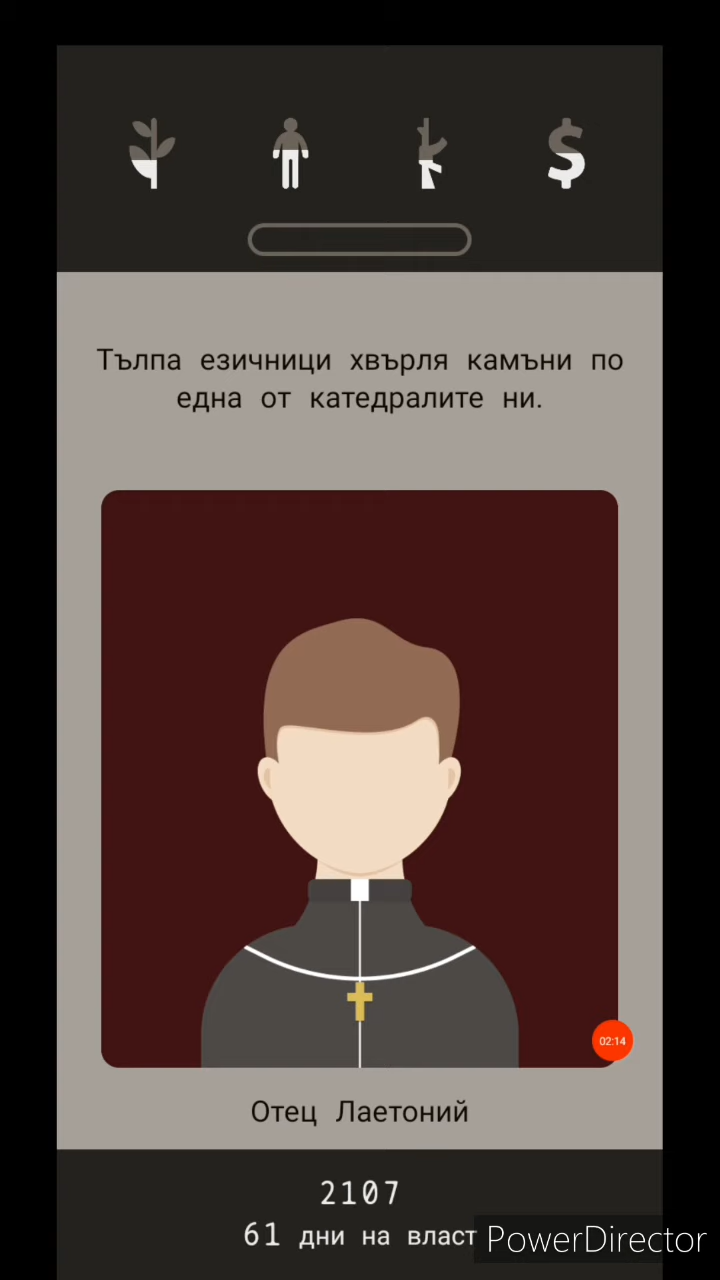 Тълпа езичници хвърля камъни по
една от катедралите ни.
02:14
Отец Лаетоний
2107
61 дни на власт
PowerDirector